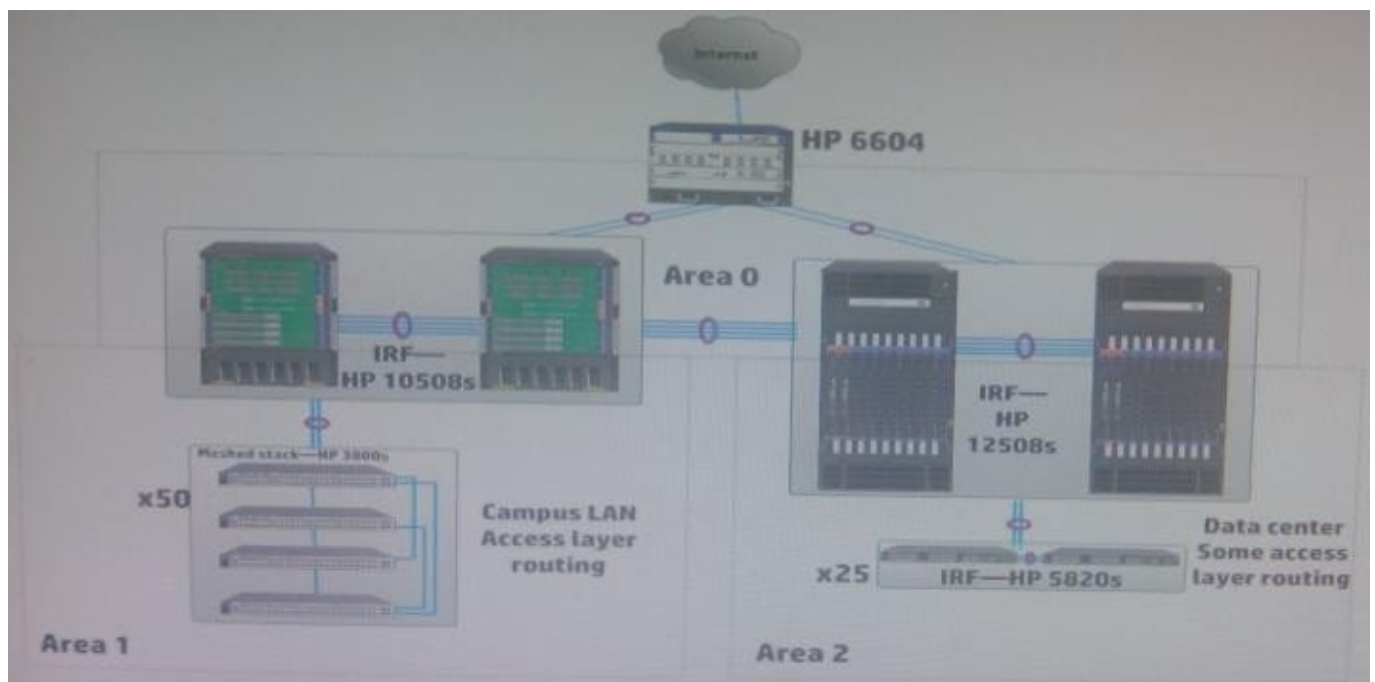 Internet
HP 6604
Area 0
IRF—
HP 10508s
IRF—
HP
12508s
Meshed stack—HP 3800s
x50
Campus LAN
Access layer
routing
Data center
Some access
layer routing
x25
IRF—HP 5820s
Area 1
Area 2